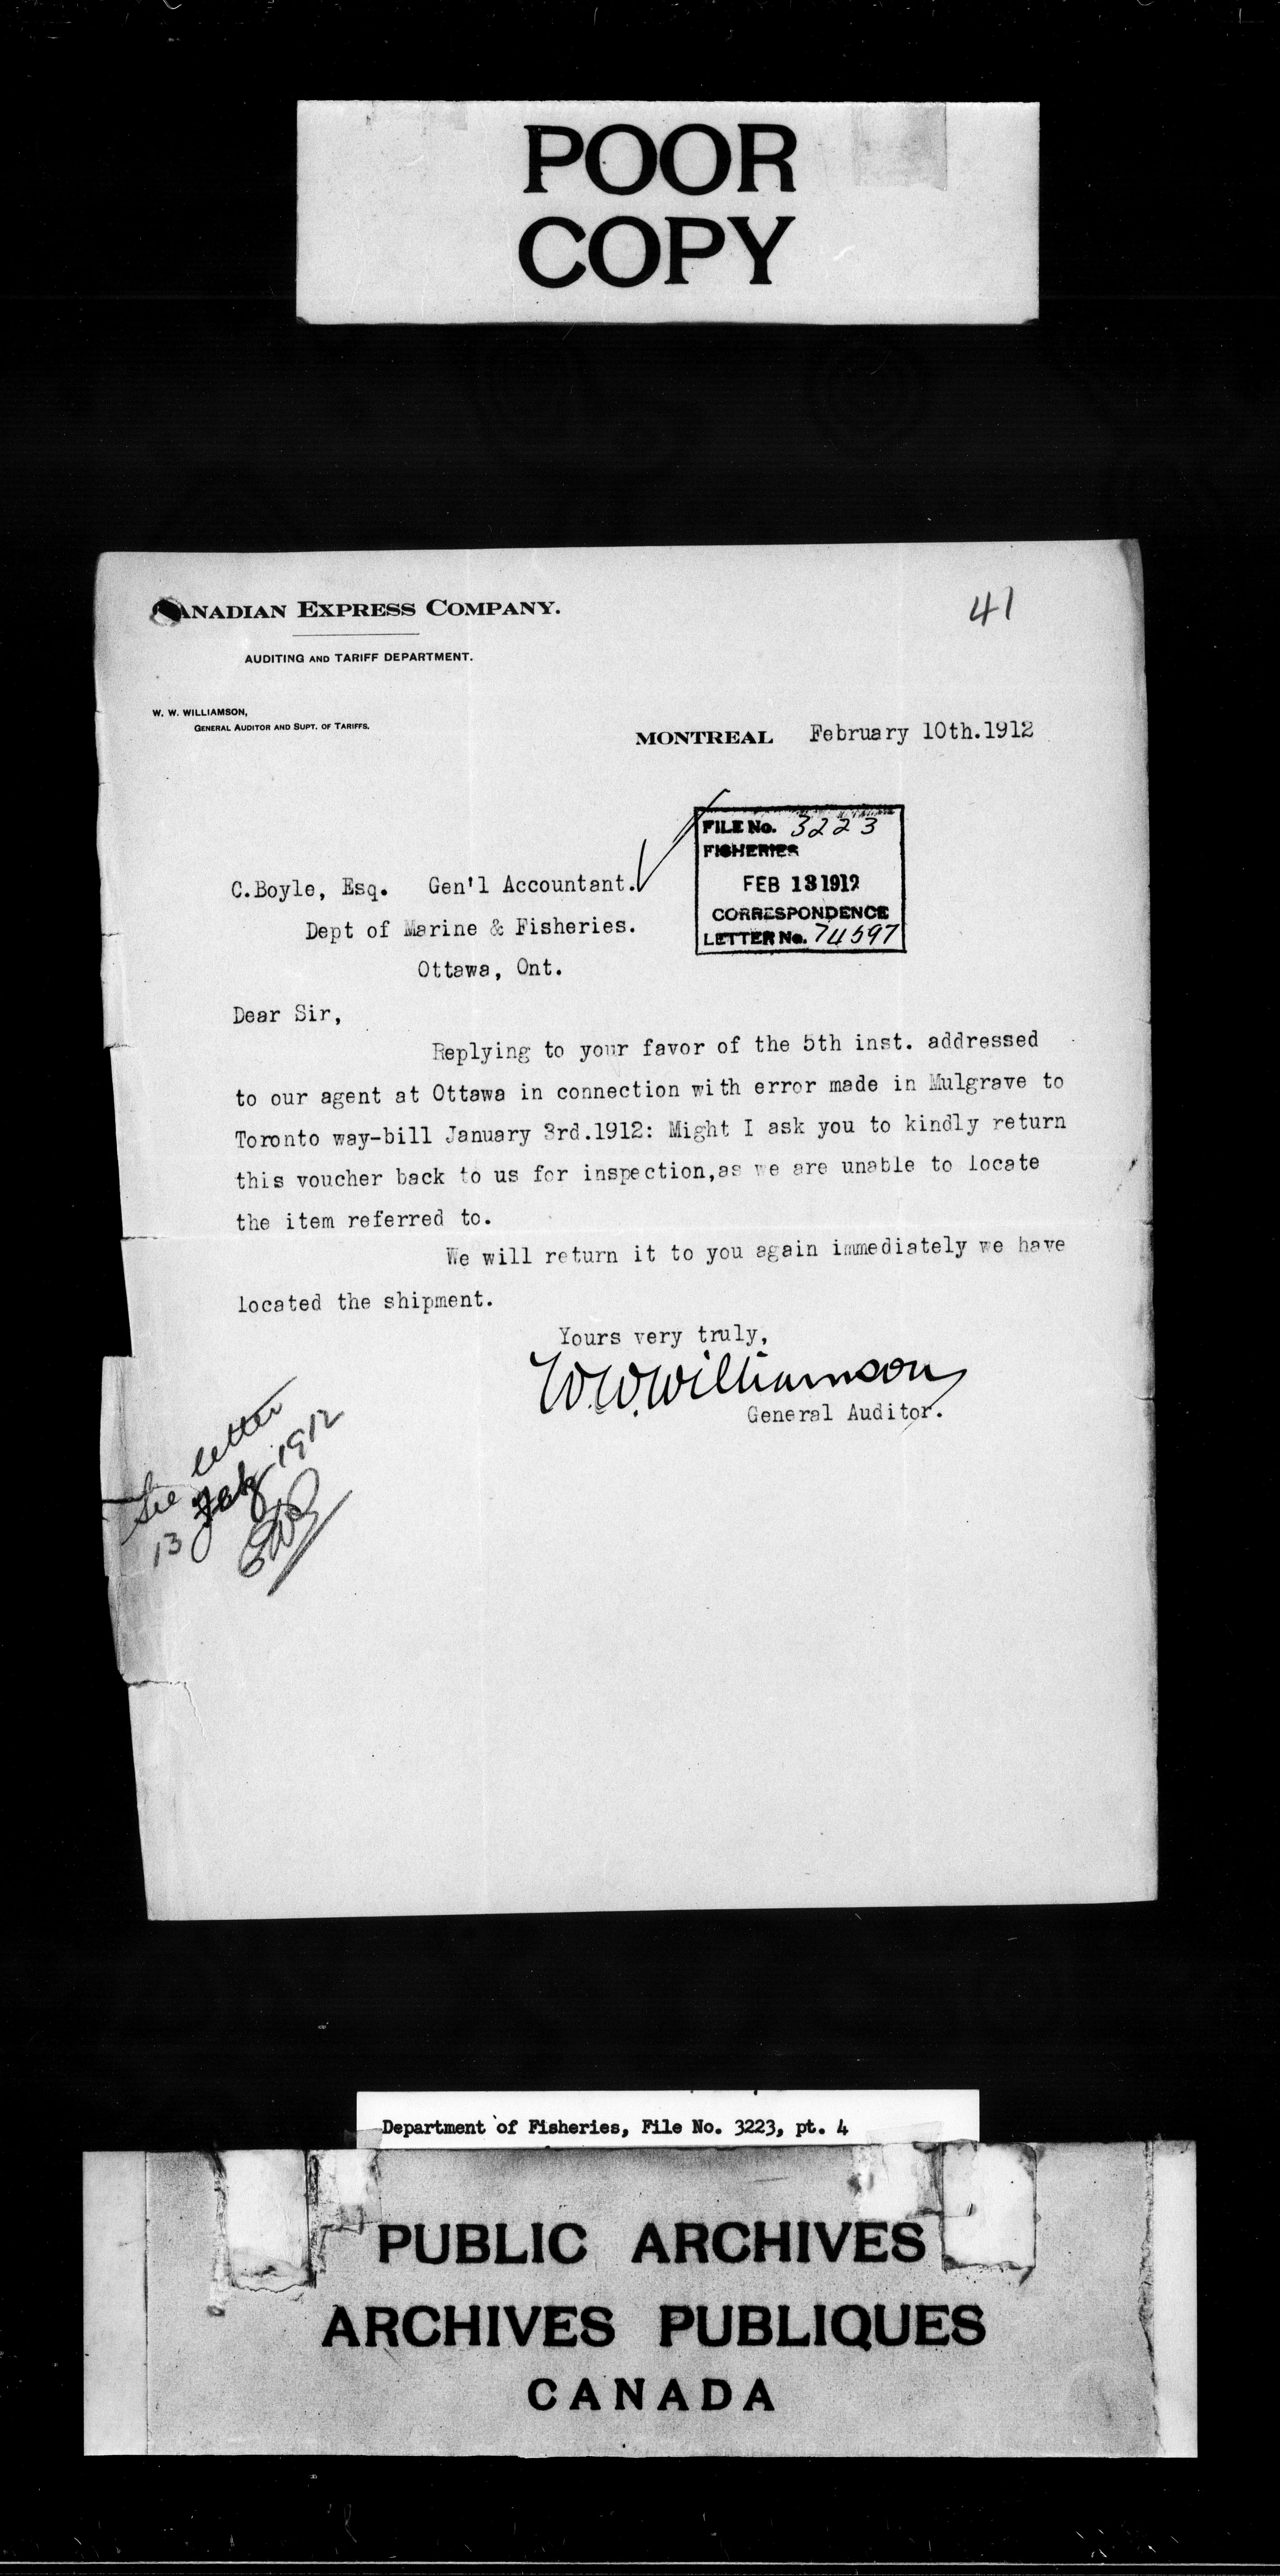 POOR
COPY
41
CANADIAN EXPRESS COMPANY.
AUDITING AND TARIFF DEPARTMENT.
W. W. WILLIAMSON,
GENERAL AUDITOR AND SUPT. OF TARIFFS.
MONTREAL February 10th.1912
FILE No. 3223
FISHERIES
FEB 13 1912
CORRESPONDENCE
LETTER No. 74597
C.Boyle, Esq. Gen'l Accountant.
Dept of Marine & Fisheries.
Ottawa, Ont.
Dear Sir,
Replying to your favor of the 5th inst. addressed
to our agent at Ottawa in connection with error made in Mulgrave to
Toronto way-bill January 3rd.1912: Might I ask you to kindly return
this voucher back to us for inspection,as we are unable to locate
the item referred to.
We will return it to you again immediately we have
located the shipment.
Yours very truly,
W.W.Williamson
General Auditor.
See letter
13 Feby 1912
Department of Fisheries, File No. 3223, pt. 4
PUBLIC ARCHIVES
ARCHIVES PUBLIQUES
CANADA